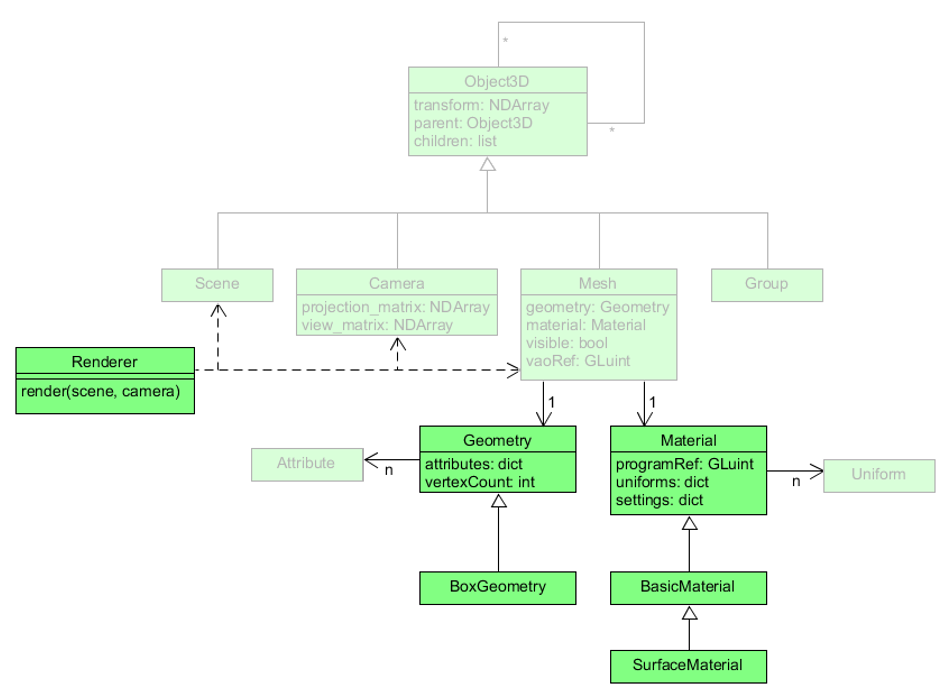 *
Object3D
transform: NDArray
parent: Object3D
children: list
*
Scene
Camera
projection_matrix: NDArray
view_matrix: NDArray
Mesh
geometry: Geometry
material: Material
visible: bool
vaoRef: GLuint
Group
Renderer
render(scene, camera)
1
1
Geometry
attributes: dict
vertexCount: int
Material
programRef: GLuint
uniforms: dict
settings: dict
Attribute
n
n
Uniform
BoxGeometry
BasicMaterial
SurfaceMaterial